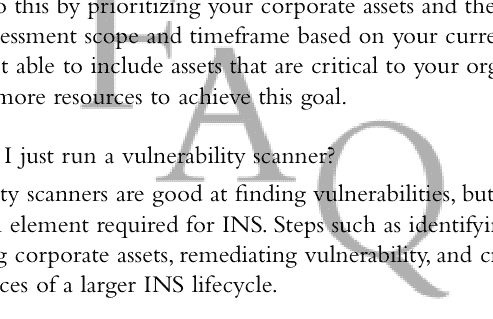 o this by prioritizing your corporate assets and the
essment scope and timeframe based on your curre
t able to include assets that are critical to your org
more resources to achieve this goal.
I just run a vulnerability scanner?
ty scanners are good at finding vulnerabilities, but
element required for INS. Steps such as identifyin
g corporate assets, remediating vulnerability, and cr
ces of a larger INS lifecycle.
FAQ